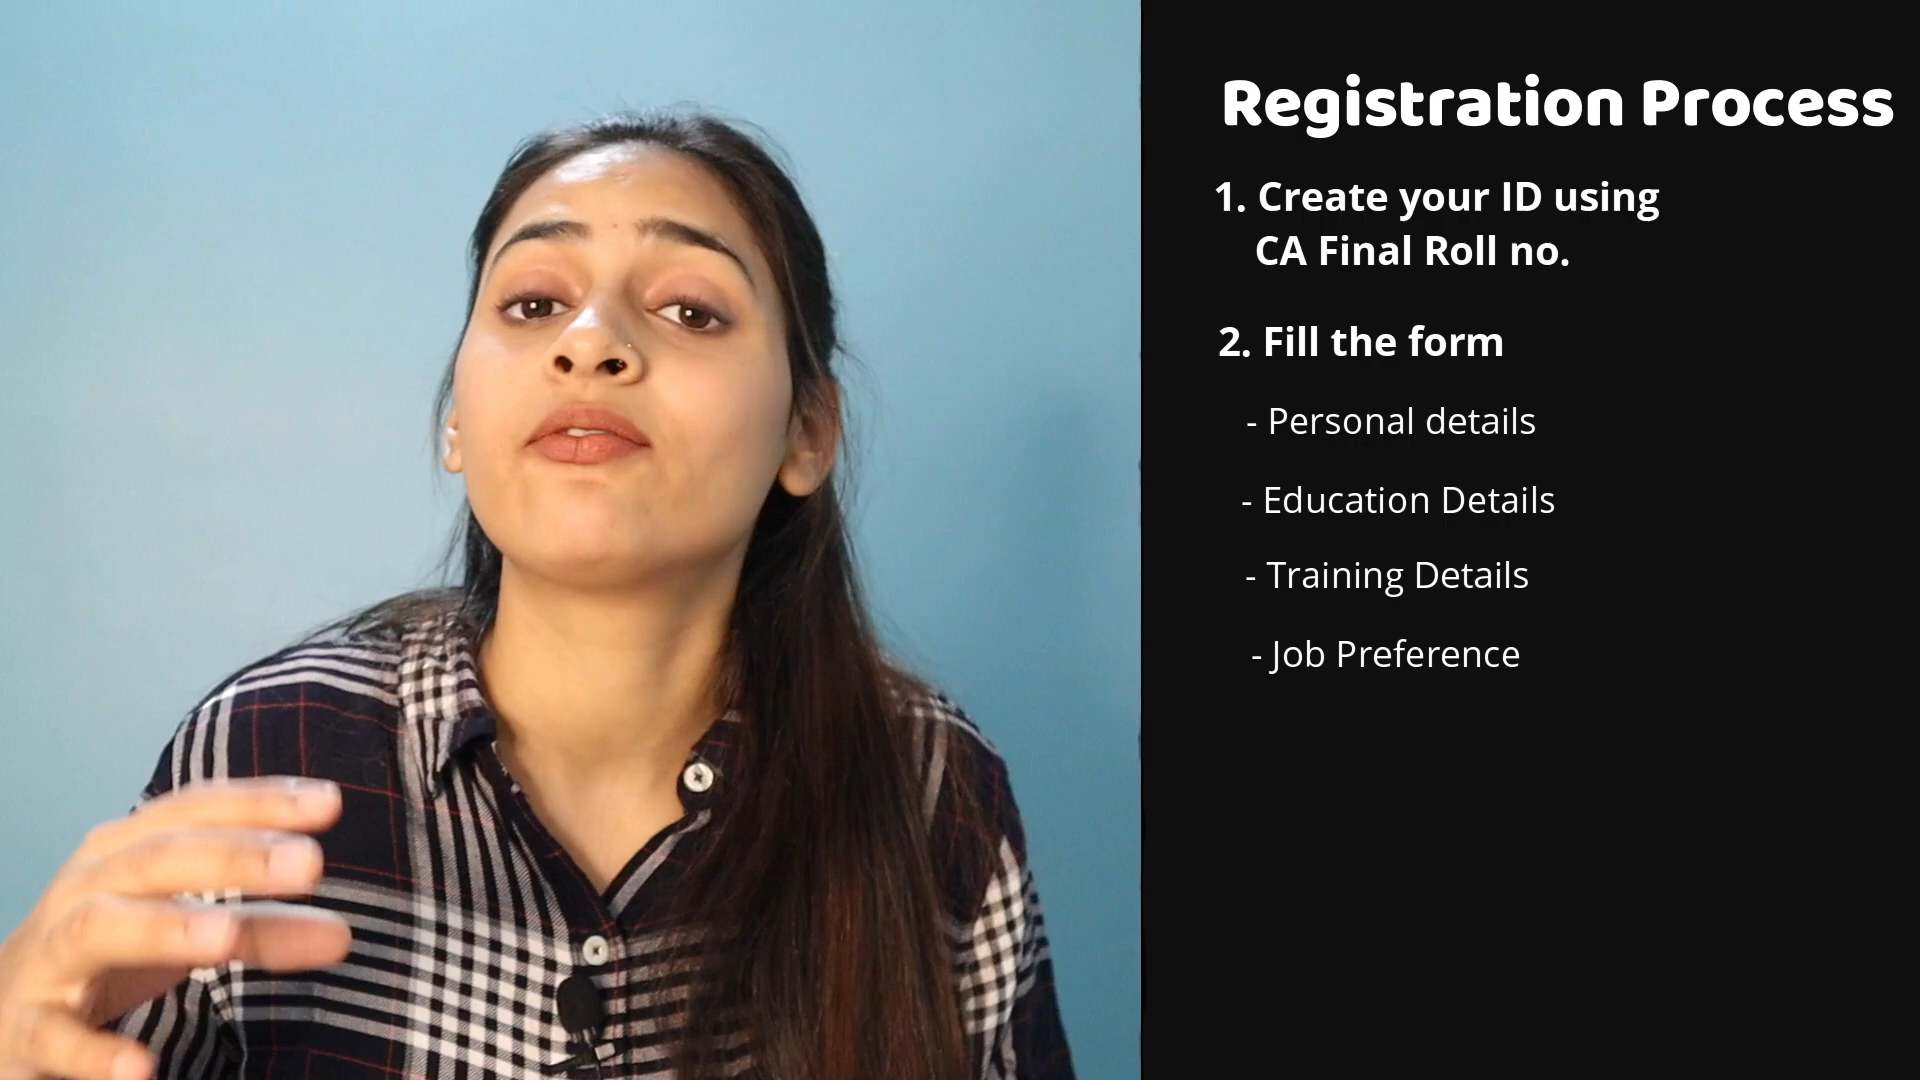 Registration Process
1. Create your ID using
CA Final Roll no.
2. Fill the form
- Personal details
- Education Details
- Training Details
- Job Preference